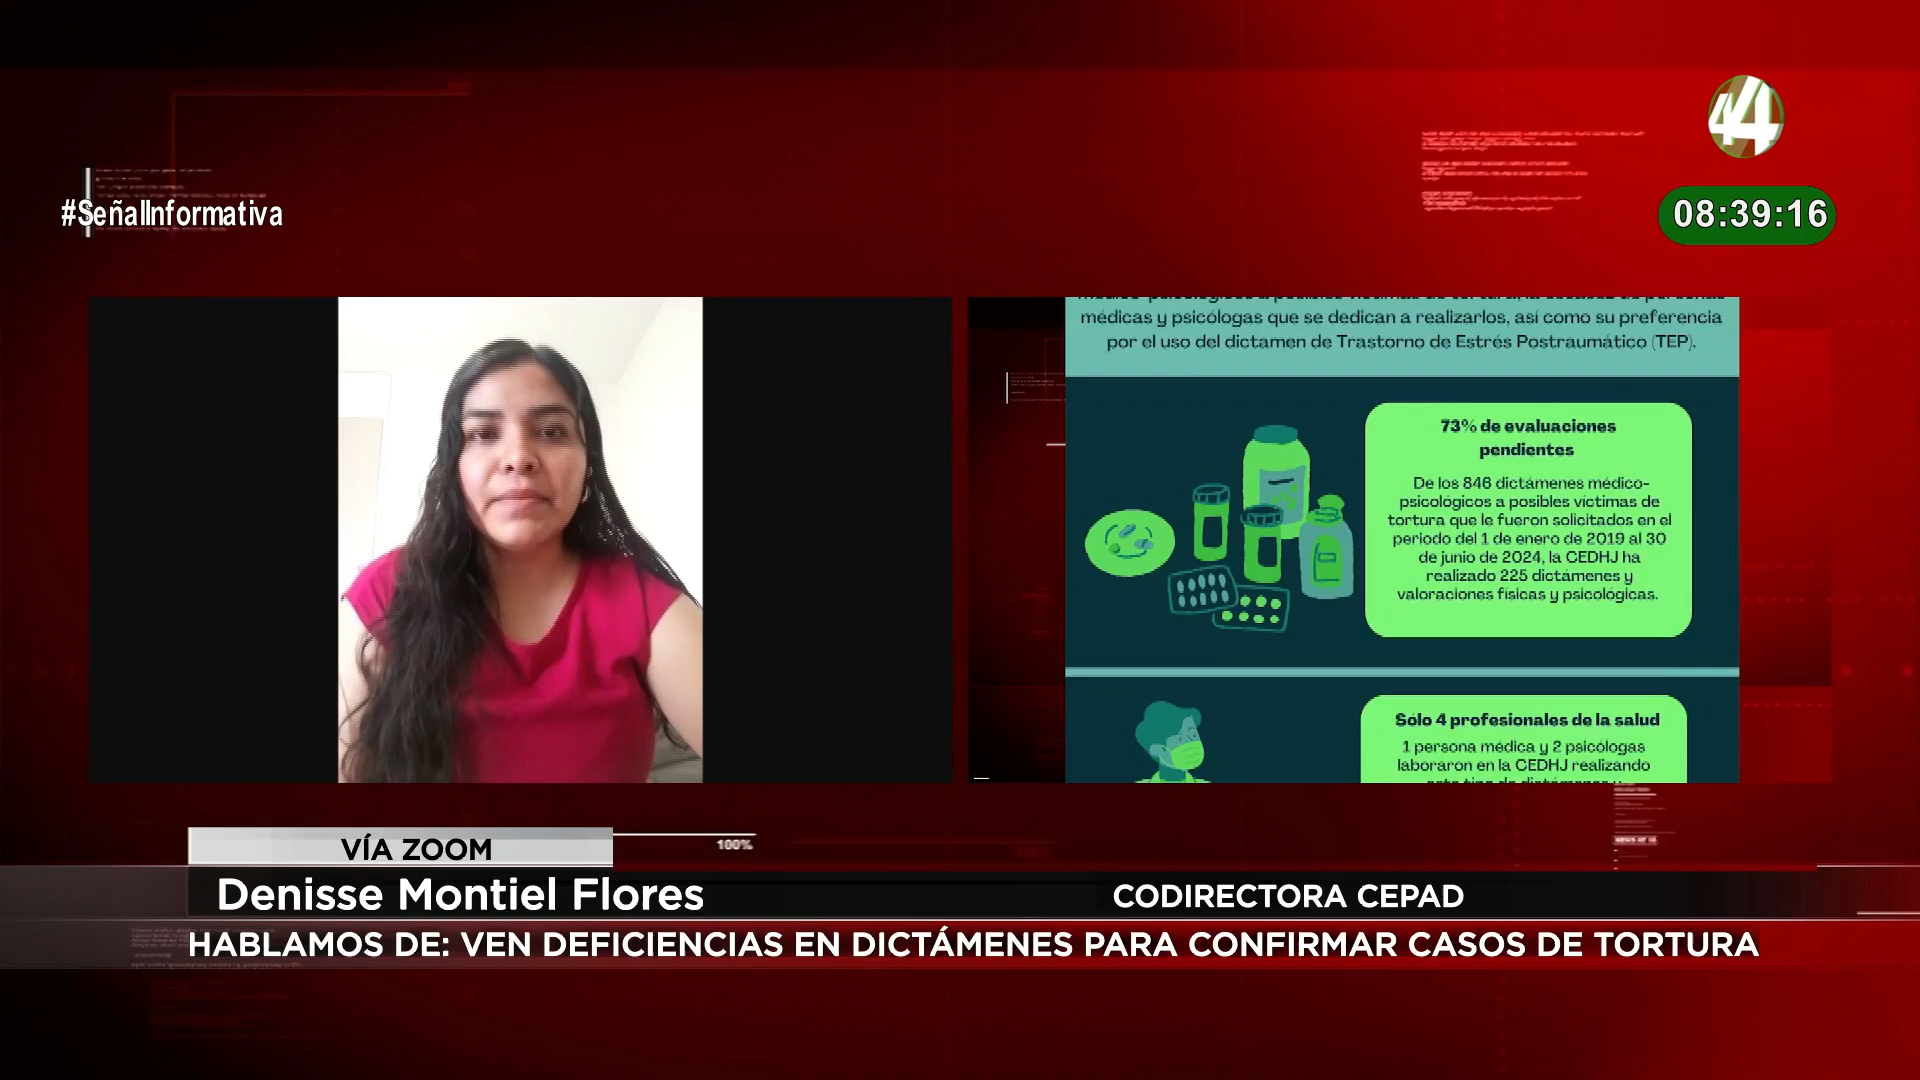 44
#SeñalInformativa
08:39:16
médicas y psicólogas que se dedican a realizarlos, así como su preferencia
por el uso del dictamen de Trastorno de Estrés Postraumático (TEP).
73% de evaluaciones
pendientes
De los 846 dictámenes médico-
psicológicos a posibles víctimas de
tortura que le fueron solicitados en el
periodo del 1 de enero de 2019 al 30
de junio de 2024, la CEDHJ ha
realizado 225 dictámenes y
valoraciones físicas y psicológicas.
Sólo 4 profesionales de la salud
1 persona médica y 2 psicólogas
laboraron en la CEDHJ realizando
VÍA ZOOM
100%
Denisse Montiel Flores
CODIRECTORA CEPAD
HABLAMOS DE: VEN DEFICIENCIAS EN DICTÁMENES PARA CONFIRMAR CASOS DE TORTURA